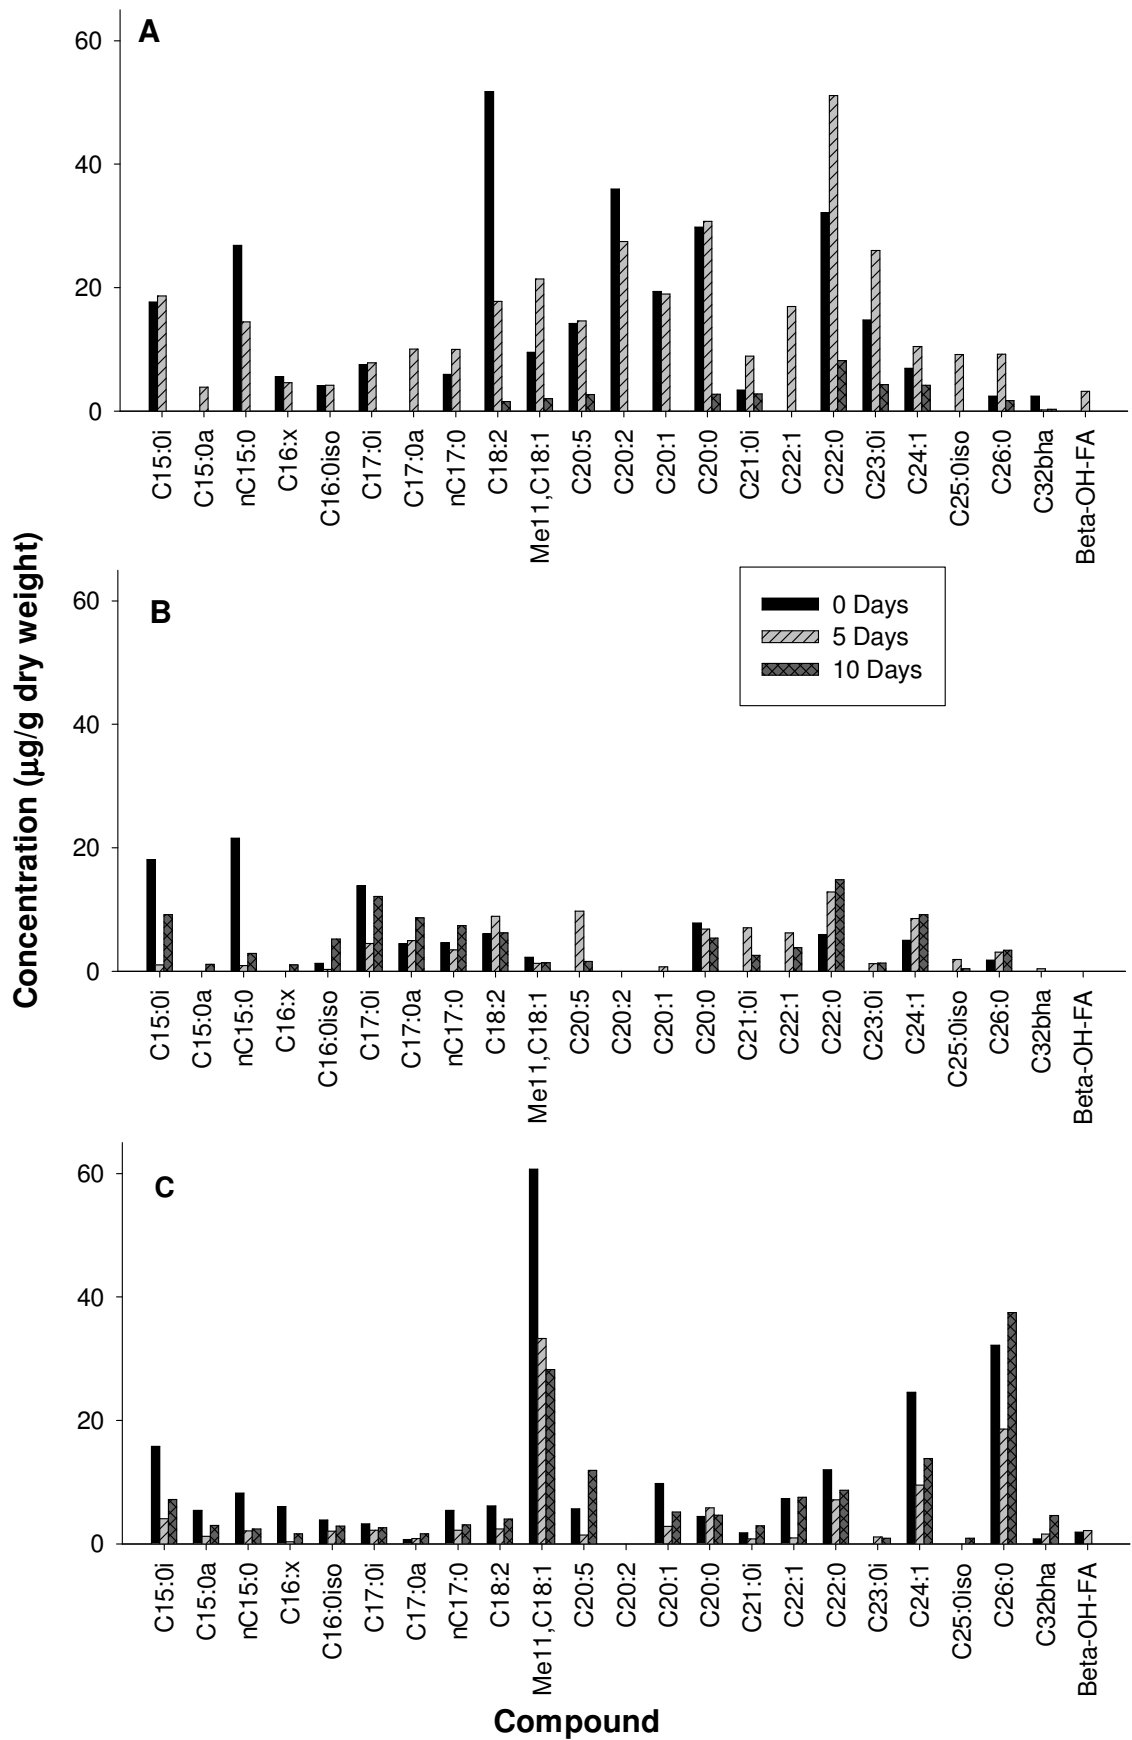 A
60
40
20
0
C15:0i
C15:0a
nC15:0
C16:x
C16:0iso
C17:0i
C17:0a
nC17:0
C18:2
Me11,C18:1
C20:5
C20:2
C20:1
C20:0
C21:0i
C22:1
C22:0
C23:0i
C24:1
C25:0iso
C26:0
C32bha
Beta-OH-FA
Concentration (µg/g dry weight)
B
60
40
20
0
0 Days
5 Days
10 Days
C15:0i
C15:0a
nC15:0
C16:x
C16:0iso
C17:0i
C17:0a
nC17:0
C18:2
Me11,C18:1
C20:5
C20:2
C20:1
C20:0
C21:0i
C22:1
C22:0
C23:0i
C24:1
C25:0iso
C26:0
C32bha
Beta-OH-FA
C
60
40
20
0
C15:0i
C15:0a
nC15:0
C16:x
C16:0iso
C17:0i
C17:0a
nC17:0
C18:2
Me11,C18:1
C20:5
C20:2
C20:1
C20:0
C21:0i
C22:1
C22:0
C23:0i
C24:1
C25:0iso
C26:0
C32bha
Beta-OH-FA
Compound